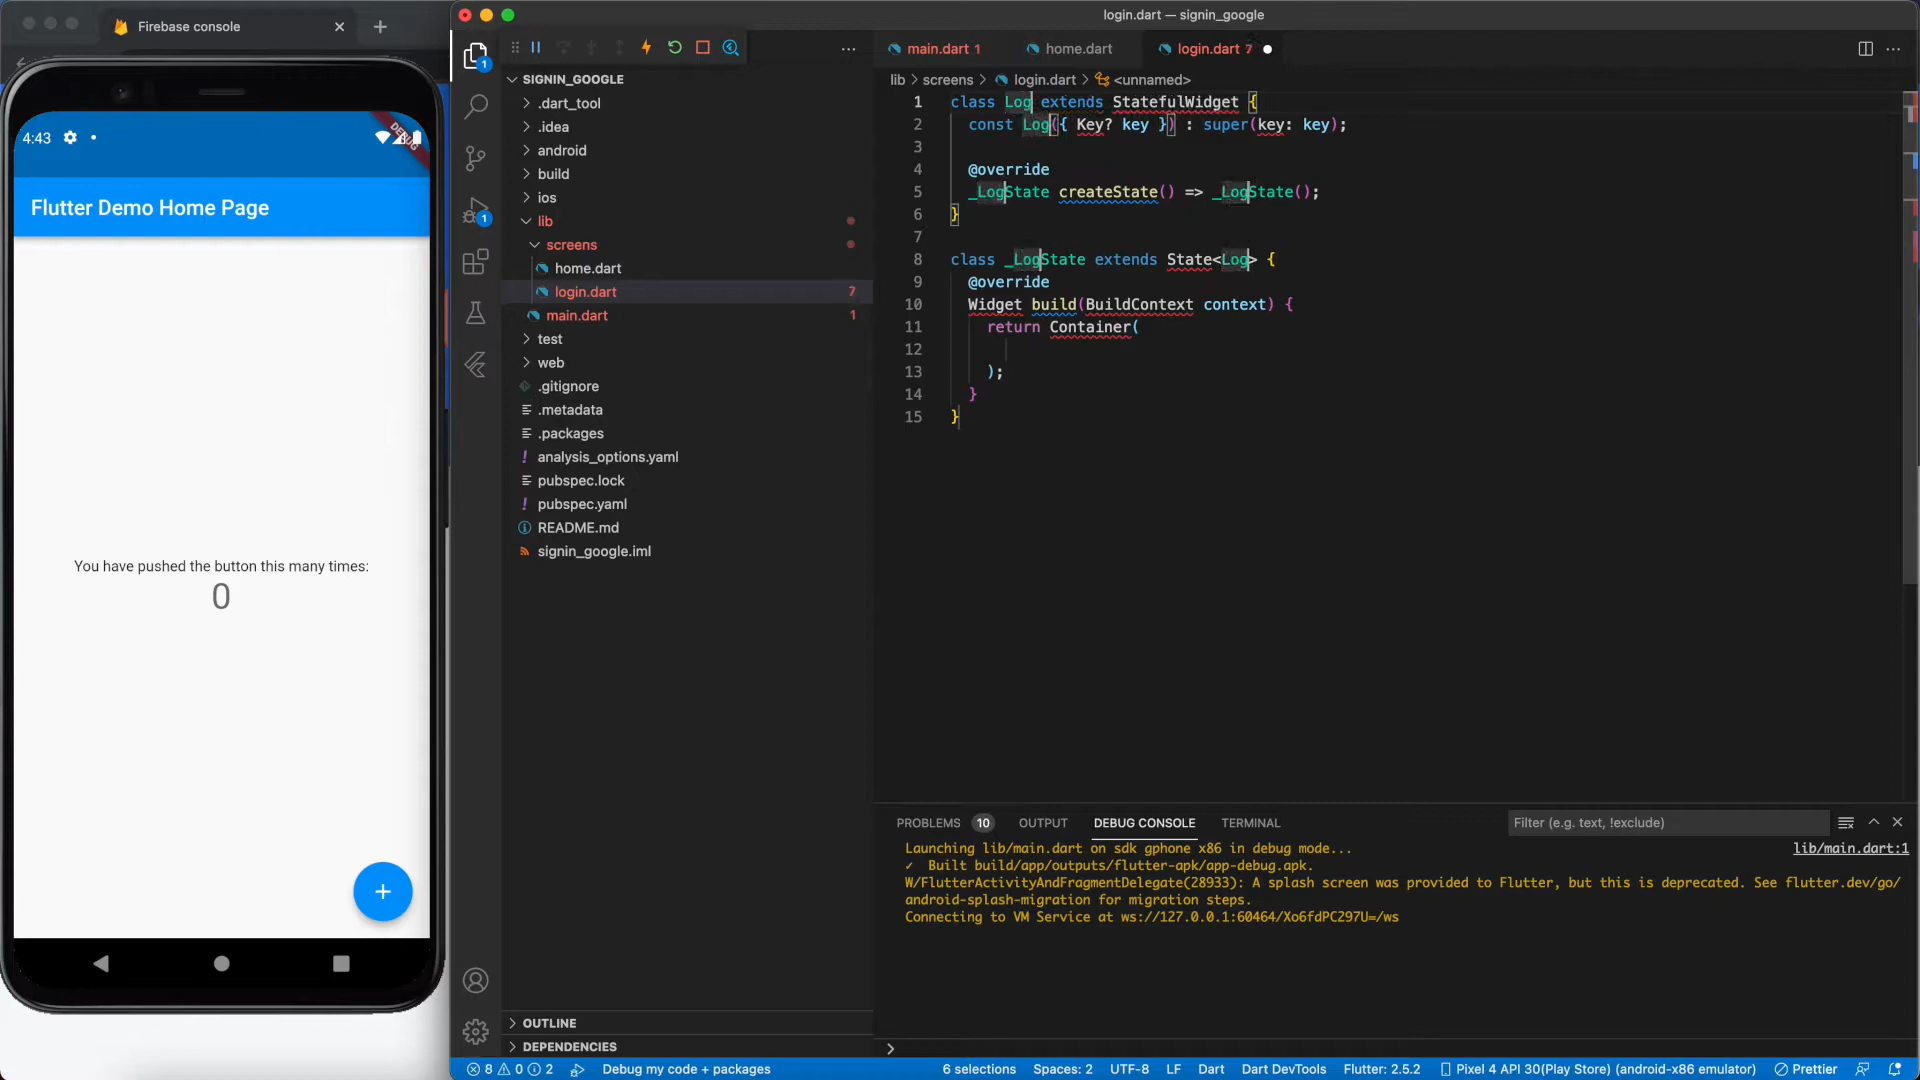 Firebase console
4:43
DEBUG
Flutter Demo Home Page
You have pushed the button this many times:
0
login.dart — signin_google
main.dart 1
home.dart
login.dart 7
SIGNIN_GOOGLE
.dart_tool
.idea
android
build
ios
lib
screens
home.dart
login.dart 7
main.dart 1
test
web
.gitignore
.metadata
.packages
analysis_options.yaml
pubspec.lock
pubspec.yaml
README.md
signin_google.iml
OUTLINE
DEPENDENCIES
1
1
lib > screens > login.dart > <unnamed>
1 class Log extends StatefulWidget {
2 const Log({ Key? key }) : super(key: key);
3
4 @override
5 _LogState createState() => _LogState();
6 }
7
8 class _LogState extends State<Log> {
9 @override
10 Widget build(BuildContext context) {
11 return Container(
12
13 );
14 }
15 }
PROBLEMS 10 OUTPUT DEBUG CONSOLE TERMINAL
Filter (e.g. text, !exclude)
Launching lib/main.dart on sdk gphone x86 in debug mode...
lib/main.dart:1
✓ Built build/app/outputs/flutter-apk/app-debug.apk.
W/FlutterActivityAndFragmentDelegate(28933): A splash screen was provided to Flutter, but this is deprecated. See flutter.dev/go/
android-splash-migration for migration steps.
Connecting to VM Service at ws://127.0.0.1:60464/Xo6fdPC297U=/ws
8 0 2 Debug my code + packages 6 selections Spaces: 2 UTF-8 LF Dart Dart DevTools Flutter: 2.5.2 Pixel 4 API 30(Play Store) (android-x86 emulator) Prettier